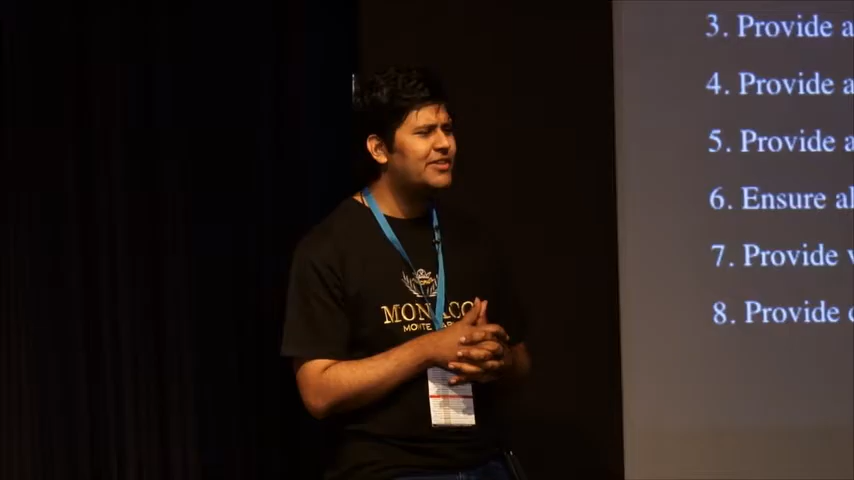 3. Provide a
4. Provide a
5. Provide a
6. Ensure al
7. Provide
8. Provide
MONACO